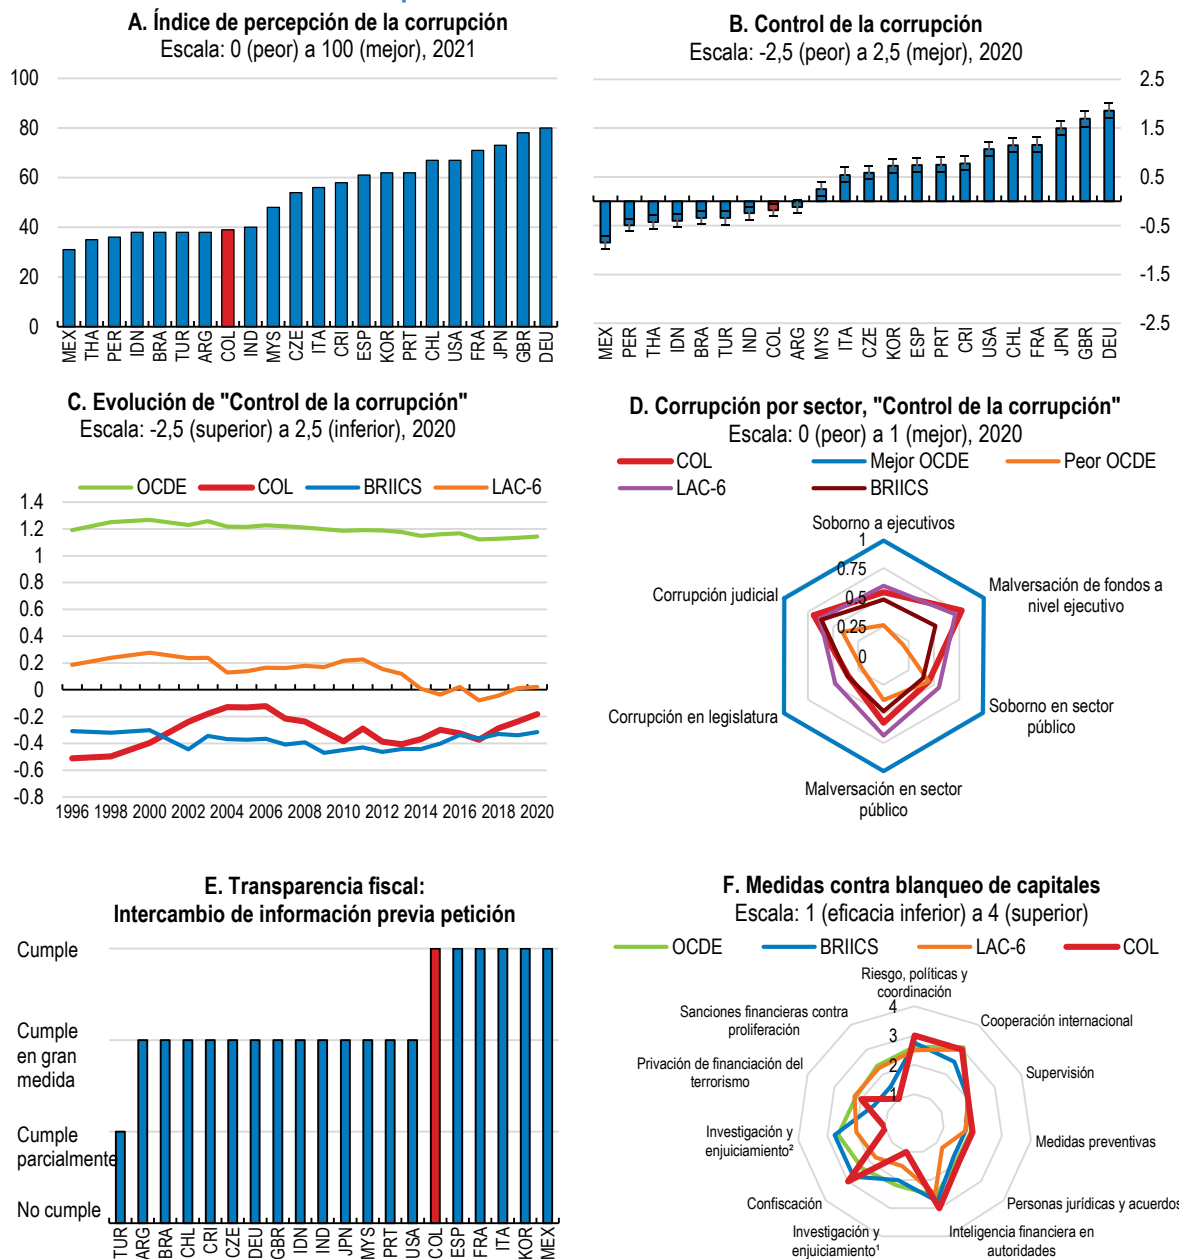 A. Índice de percepción de la corrupción
Escala: 0 (peor) a 100 (mejor), 2021
100
80
60
40
20
0
MEX
THA
PER
IDN
BRA
TUR
ARG
COL
IND
MYS
CZE
ITA
CRI
ESP
KOR
PRT
CHL
USA
FRA
JPN
GBR
DEU
B. Control de la corrupción
Escala: -2,5 (peor) a 2,5 (mejor), 2020
2.5
1.5
0.5
-0.5
-1.5
-2.5
MEX
PER
THA
IDN
BRA
TUR
IND
COL
ARG
MYS
ITA
CZE
KOR
ESP
PRT
CRI
USA
CHL
FRA
JPN
GBR
DEU
C. Evolución de "Control de la corrupción"
Escala: -2,5 (superior) a 2,5 (inferior), 2020
OCDE COL BRIICS LAC-6
1.4
1.2
1
0.8
0.6
0.4
0.2
0
-0.2
-0.4
-0.6
-0.8
1996 1998 2000 2002 2004 2006 2008 2010 2012 2014 2016 2018 2020
D. Corrupción por sector, "Control de la corrupción"
Escala: 0 (peor) a 1 (mejor), 2020
COL Mejor OCDE Peor OCDE
LAC-6 BRIICS
Soborno a ejecutivos
1
0.75
0.5
0.25
0
Malversación de fondos a
nivel ejecutivo
Soborno en sector
público
Malversación en sector
público
Corrupción en legislatura
Corrupción judicial
E. Transparencia fiscal:
Intercambio de información previa petición
Cumple
Cumple
en gran
medida
Cumple
parcialmente
No cumple
TUR
ARG
BRA
CHL
CRI
CZE
DEU
GBR
IDN
IND
JPN
MYS
PRT
USA
COL
ESP
FRA
ITA
KOR
MEX
F. Medidas contra blanqueo de capitales
Escala: 1 (eficacia inferior) a 4 (superior)
OCDE BRIICS LAC-6 COL
Riesgo, políticas y
coordinación
4
3
2
1
Cooperación internacional
Supervisión
Medidas preventivas
Personas jurídicas y acuerdos
Inteligencia financiera en
autoridades
Investigación y
enjuiciamiento¹
Confiscación
Investigación y
enjuiciamiento²
Privación de financiación del
terrorismo
Sanciones financieras contra
proliferación